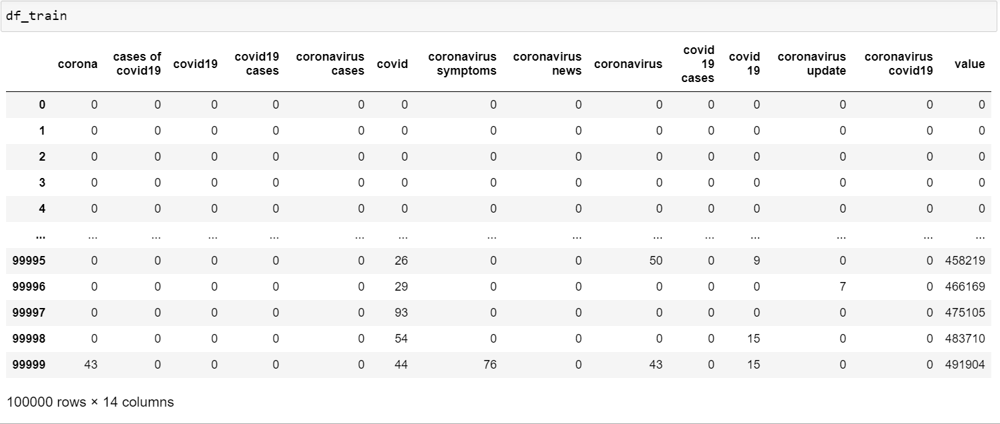 df_train
corona cases of covid19 covid19 covid19 cases coronavirus cases covid coronavirus symptoms coronavirus news coronavirus covid 19 cases covid 19 coronavirus update coronavirus covid19 value
0 0 0 0 0 0 0 0 0 0 0 0 0 0 0
1 0 0 0 0 0 0 0 0 0 0 0 0 0 0
2 0 0 0 0 0 0 0 0 0 0 0 0 0 0
3 0 0 0 0 0 0 0 0 0 0 0 0 0 0
4 0 0 0 0 0 0 0 0 0 0 0 0 0 0
... ... ... ... ... ... ... ... ... ... ... ... ... ... ...
99995 0 0 0 0 0 26 0 0 50 0 9 0 0 458219
99996 0 0 0 0 0 29 0 0 0 0 0 7 0 466169
99997 0 0 0 0 0 93 0 0 0 0 0 0 0 475105
99998 0 0 0 0 0 54 0 0 0 0 15 0 0 483710
99999 43 0 0 0 0 44 76 0 43 0 15 0 0 491904
100000 rows × 14 columns